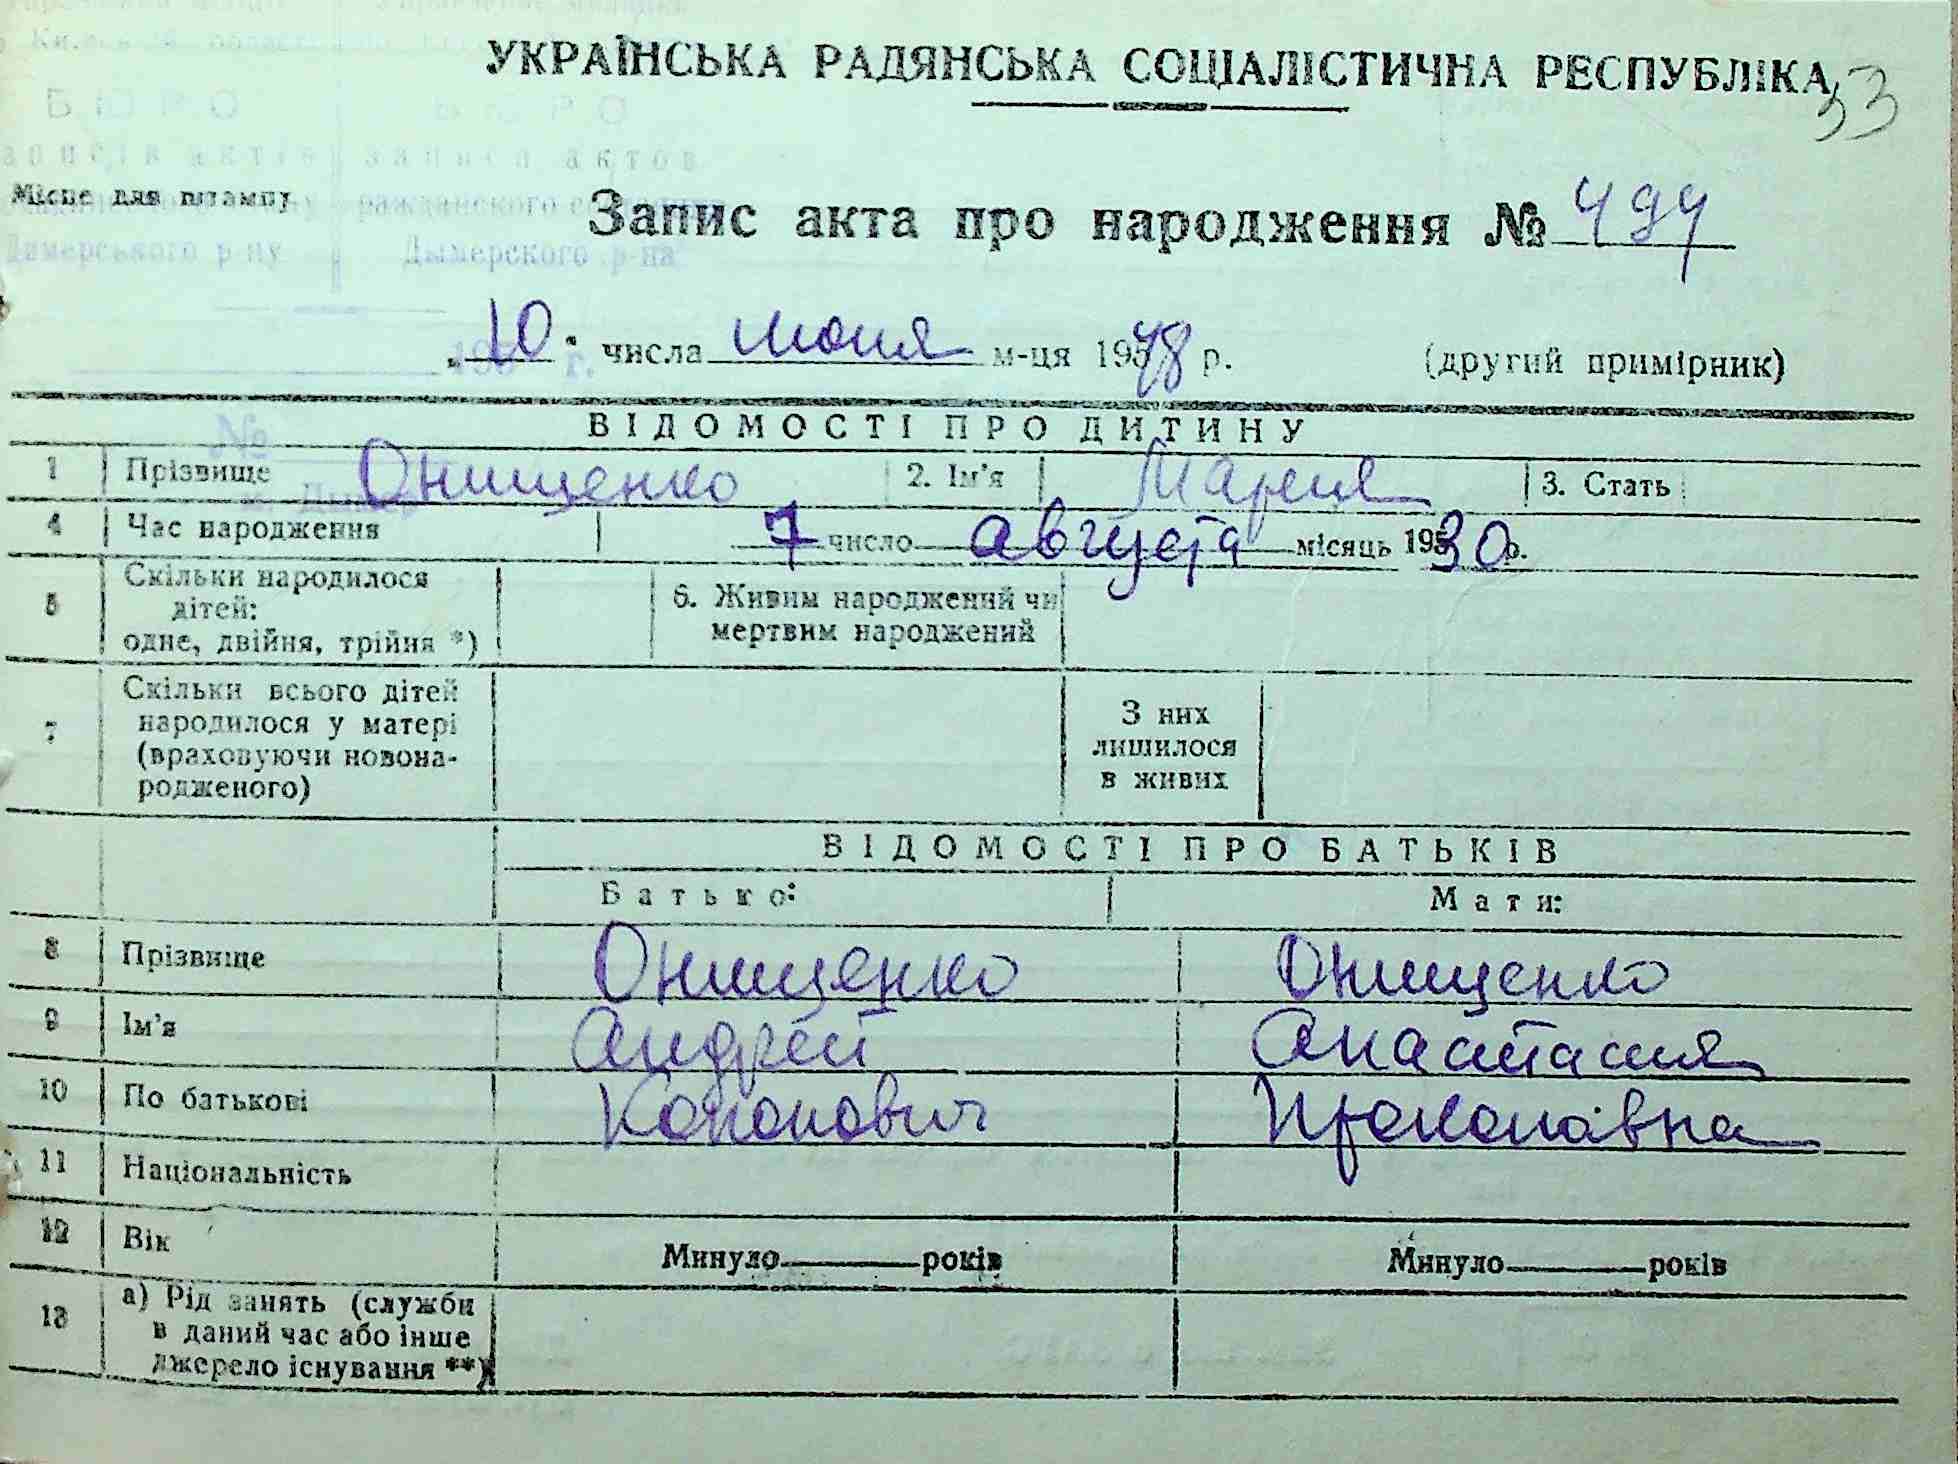 УКРАЇНСЬКА РАДЯНСЬКА СОЦІАЛІСТИЧНА РЕСПУБЛІКА
33
Місце для штампу
Запис акта про народження № 494
„ 10 " числа июня м-ця 1948 р. (другий примірник)
ВІДОМОСТІ ПРО ДИТИНУ
1 Прізвище Онищенко 2. Ім'я Мария 3. Стать
4 Час народження 7 число августа місяць 1930 р.
5 Скільки народилося
дітей:
одне, двійня, трійня *)
6. Живим народжений чи
мертвим народжений
7 Скільки всього дітей
народилося у матері
(враховуючи новона-
родженого)
З них
лишилося
в живих
ВІДОМОСТІ ПРО БАТЬКІВ
Батько: Мати:
8 Прізвище Онищенко Онищенко
9 Ім'я Андрей Анастасия
10 По батькові Кононович Прокоповна
11 Національність
12 Вік Минуло років Минуло років
13 а) Рід занять (служби
в даний час або інше
джерело існування **)